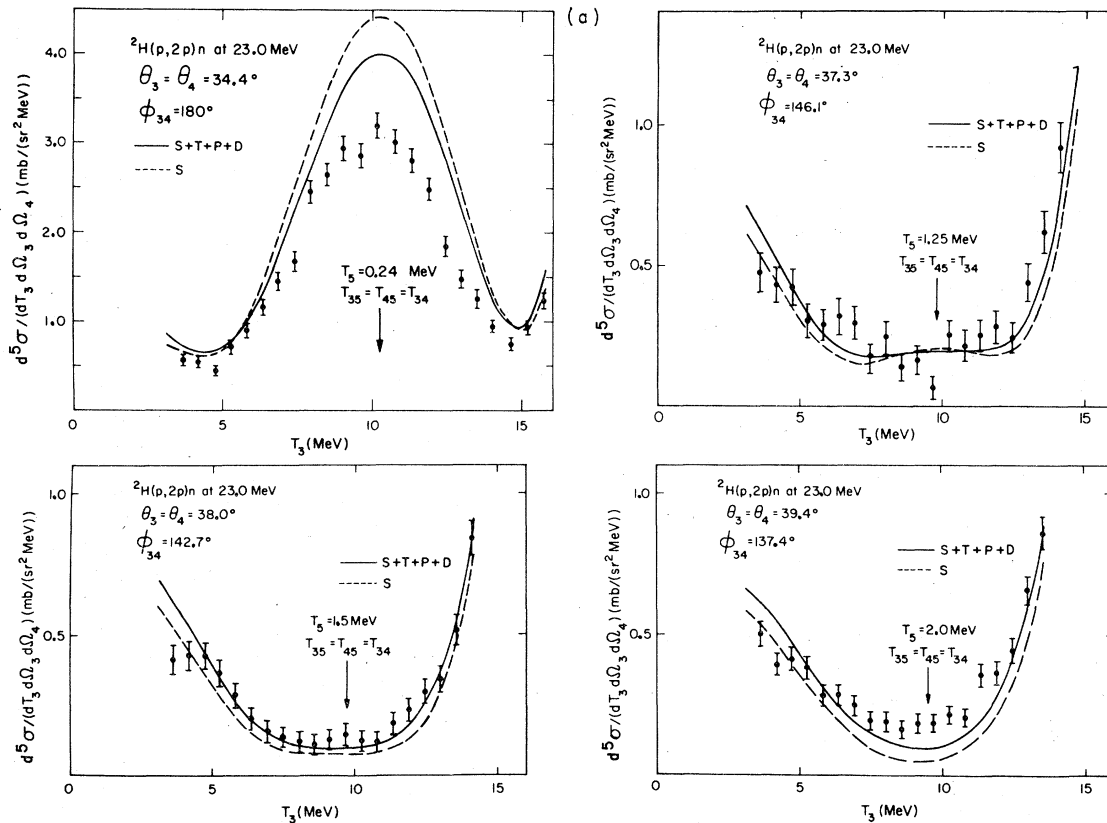 (a)
²H(p,2p)n at 23.0 MeV
θ₃ = θ₄ = 34.4°
ϕ₃₄ = 180°
S+T+P+D
S
T₅ = 0.24 MeV
T₃₅ = T₄₅ = T₃₄
4.0
3.0
2.0
1.0
d⁵σ/(dT₃ dΩ₃ dΩ₄) (mb/(sr² MeV))
0 5 10 15
T₃ (MeV)
²H(p,2p)n at 23.0 MeV
θ₃ = θ₄ = 37.3°
ϕ₃₄ = 146.1°
S+T+P+D
S
T₅ = 1.25 MeV
T₃₅ = T₄₅ = T₃₄
1.0
0.5
d⁵σ/(dT₃ dΩ₃ dΩ₄) (mb/(sr² MeV))
0 5 10 15
T₃ (MeV)
²H(p,2p)n at 23.0 MeV
θ₃ = θ₄ = 38.0°
ϕ₃₄ = 142.7°
S+T+P+D
S
T₅ = 1.5 MeV
T₃₅ = T₄₅ = T₃₄
1.0
0.5
d⁵σ/(dT₃ dΩ₃ dΩ₄) (mb/(sr² MeV))
0 5 10 15
T₃ (MeV)
²H(p,2p)n at 23.0 MeV
θ₃ = θ₄ = 39.4°
ϕ₃₄ = 137.4°
S+T+P+D
S
T₅ = 2.0 MeV
T₃₅ = T₄₅ = T₃₄
1.0
0.5
d⁵σ/(dT₃ dΩ₃ dΩ₄) (mb/(sr² MeV))
0 5 10 15
T₃ (MeV)